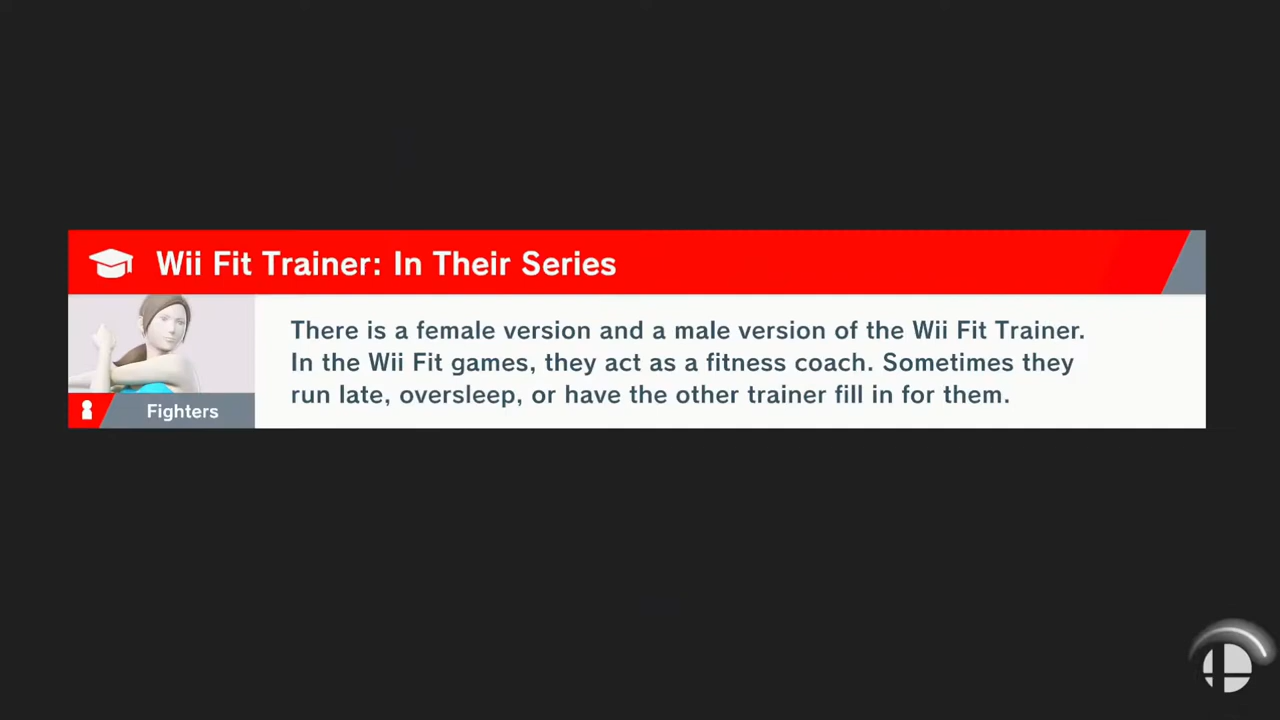 Wii Fit Trainer: In Their Series
There is a female version and a male version of the Wii Fit Trainer.
In the Wii Fit games, they act as a fitness coach. Sometimes they
run late, oversleep, or have the other trainer fill in for them.
Fighters